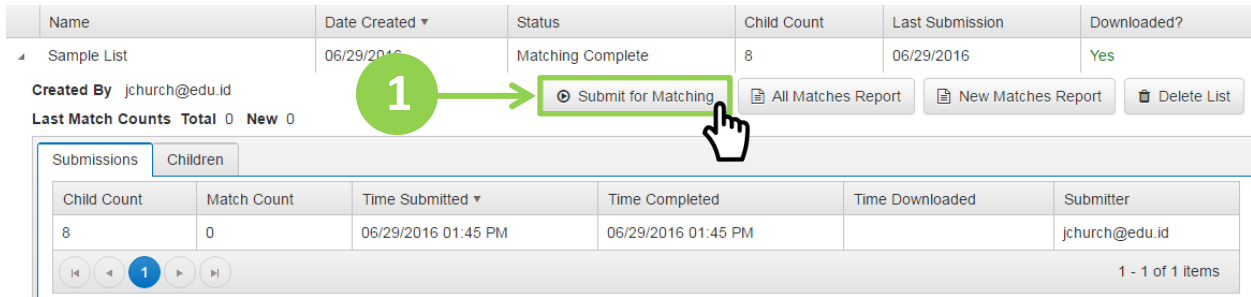 Name Date Created Status Child Count Last Submission Downloaded?
Sample List 06/29/2016 Matching Complete 8 06/29/2016 Yes
Created By jchurch@edu.id 1 Submit for Matching All Matches Report New Matches Report Delete List
Last Match Counts Total 0 New 0
Submissions Children
Child Count Match Count Time Submitted Time Completed Time Downloaded Submitter
8 0 06/29/2016 01:45 PM 06/29/2016 01:45 PM jchurch@edu.id
1 1 - 1 of 1 items